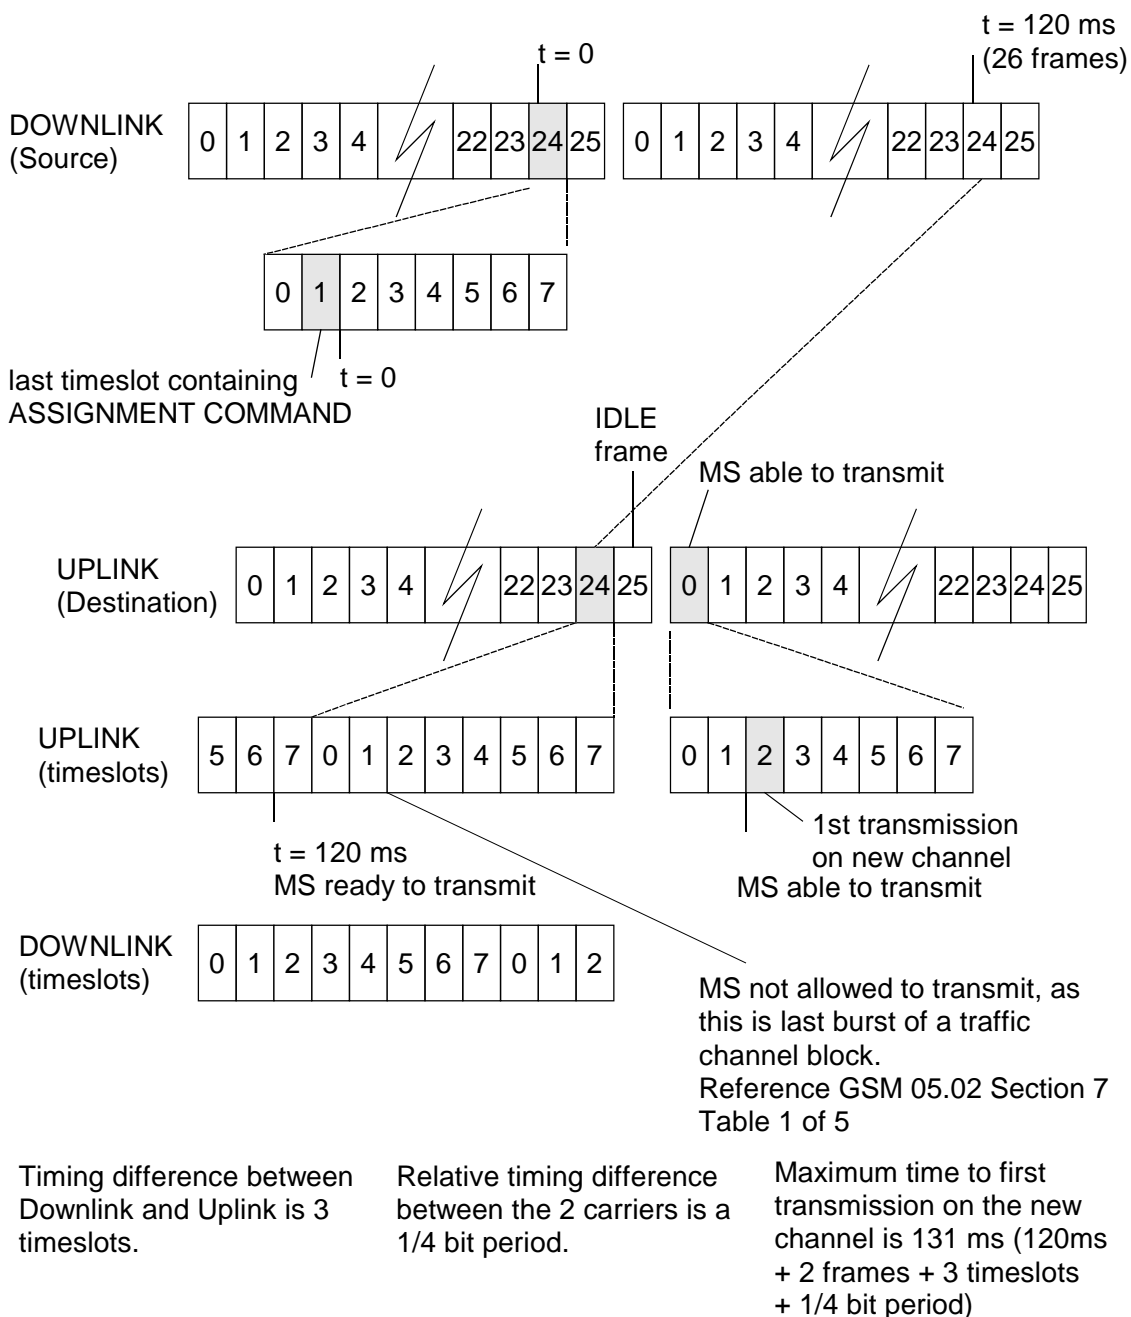 t = 120 ms
(26 frames)
t = 0
DOWNLINK
(Source)
0 1 2 3 4 22 23 24 25 0 1 2 3 4 22 23 24 25
0 1 2 3 4 5 6 7
last timeslot containing
ASSIGNMENT COMMAND
t = 0
IDLE
frame
MS able to transmit
UPLINK
(Destination)
0 1 2 3 4 22 23 24 25 0 1 2 3 4 22 23 24 25
UPLINK
(timeslots)
5 6 7 0 1 2 3 4 5 6 7 0 1 2 3 4 5 6 7
t = 120 ms
MS ready to transmit
1st transmission
on new channel
MS able to transmit
DOWNLINK
(timeslots)
0 1 2 3 4 5 6 7 0 1 2
MS not allowed to transmit, as
this is last burst of a traffic
channel block.
Reference GSM 05.02 Section 7
Table 1 of 5
Timing difference between
Downlink and Uplink is 3
timeslots.
Relative timing difference
between the 2 carriers is a
1/4 bit period.
Maximum time to first
transmission on the new
channel is 131 ms (120ms
+ 2 frames + 3 timeslots
+ 1/4 bit period)